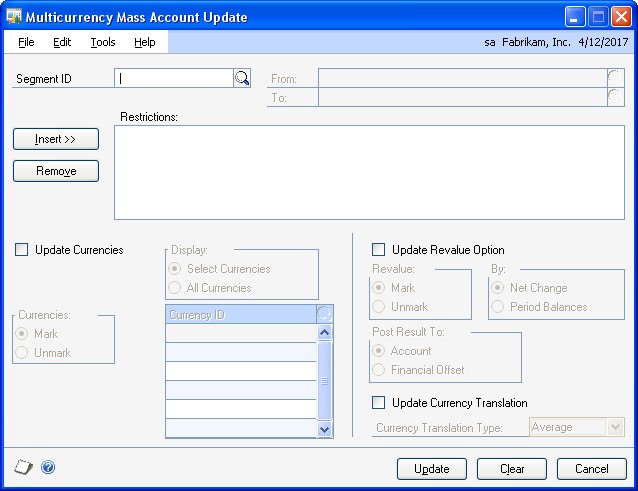 Multicurrency Mass Account Update
File Edit Tools Help sa Fabrikam, Inc. 4/12/2017
Segment ID From:
To:
Restrictions:
Insert >>
Remove
Update Currencies
Display:
Select Currencies
All Currencies
Currencies:
Mark
Unmark
Currency ID
Update Revalue Option
Revalue: By:
Mark Net Change
Unmark Period Balances
Post Result To:
Account
Financial Offset
Update Currency Translation
Currency Translation Type: Average
Update Clear Cancel